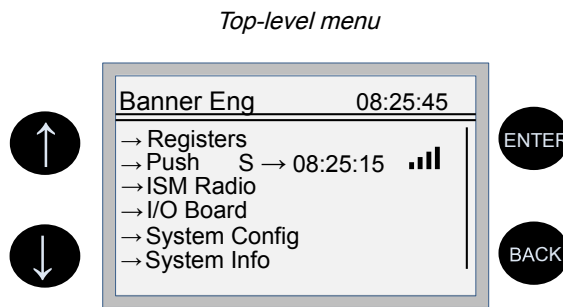 Top-level menu
Banner Eng 08:25:45
→ Registers
→ Push S → 08:25:15
→ ISM Radio
→ I/O Board
→ System Config
→ System Info
↑
↓
ENTER
BACK